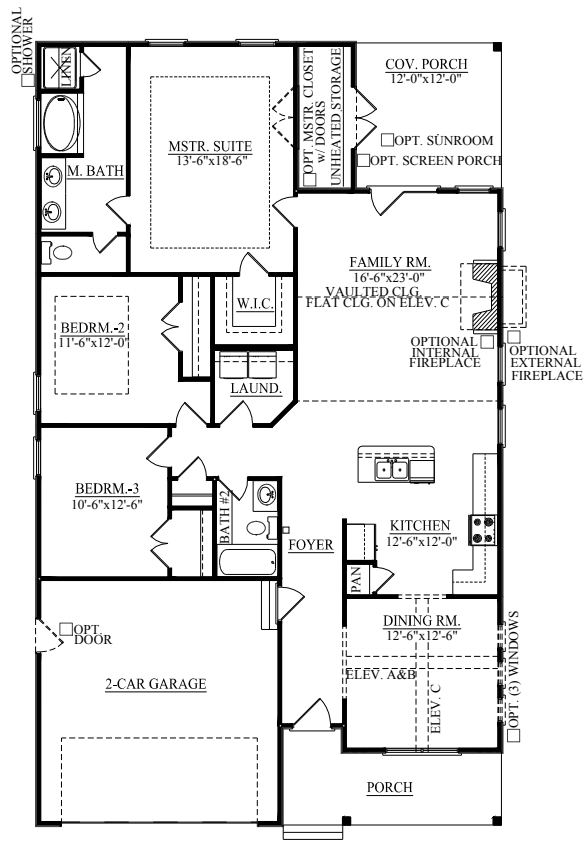 OPTIONAL
SHOWER
LINEN
M. BATH
MSTR. SUITE
13'-6"x18'-6"
OPT. MSTR. CLOSET
w/ DOORS
UNHEATED STORAGE
COV. PORCH
12'-0"x12'-0"
OPT. SUNROOM
OPT. SCREEN PORCH
FAMILY RM.
16'-6"x23'-0"
VAULTED CLG.
FLAT CLG. ON ELEV. C
W.I.C.
BEDRM.-2
11'-6"x12'-0"
OPTIONAL
INTERNAL
FIREPLACE
OPTIONAL
EXTERNAL
FIREPLACE
LAUND.
BEDRM.-3
10'-6"x12'-6"
BATH #2
FOYER
KITCHEN
12'-6"x12'-0"
PAN
DINING RM.
12'-6"x12'-6"
OPT.
DOOR
ELEV. A&B
ELEV. C
OPT. (3) WINDOWS
2-CAR GARAGE
PORCH